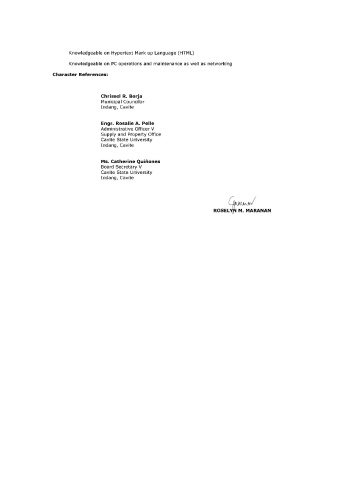 Knowledgeable on Hypertext Mark up Language (HTML)
Knowledgeable on PC operations and maintenance as well as networking
Character References:
Chriseel R. Borja
Municipal Councilor
Indang, Cavite
Engr. Rosalie A. Pelle
Administrative Officer V
Supply and Property Office
Cavite State University
Indang, Cavite
Ms. Catherine Quiñones
Board Secretary V
Cavite State University
Indang, Cavite
ROSELYN M. MARANAN